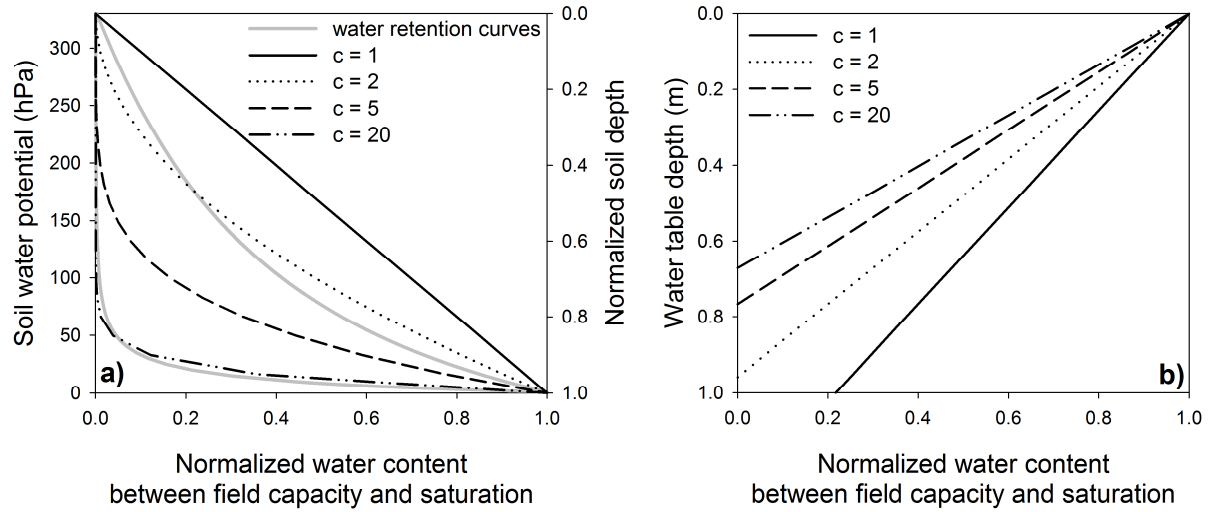 Soil water potential (hPa)
300
250
200
150
100
50
0
water retention curves
c = 1
c = 2
c = 5
c = 20
a)
0.0
0.2
0.4
0.6
0.8
1.0
Normalized soil depth
0.0 0.2 0.4 0.6 0.8 1.0
Normalized water content
between field capacity and saturation
Water table depth (m)
0.0
0.2
0.4
0.6
0.8
1.0
c = 1
c = 2
c = 5
c = 20
b)
0.0 0.2 0.4 0.6 0.8 1.0
Normalized water content
between field capacity and saturation